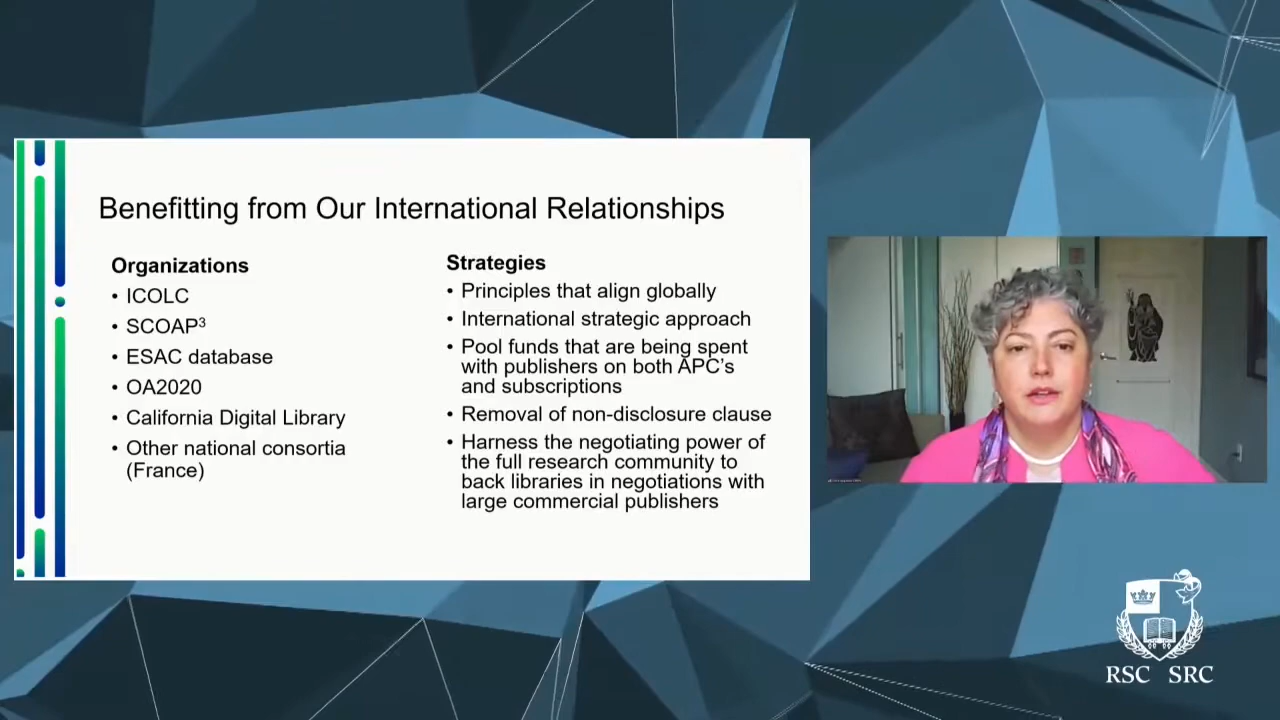 Benefitting from Our International Relationships
Organizations
• ICOLC
• SCOAP³
• ESAC database
• OA2020
• California Digital Library
• Other national consortia
(France)
Strategies
• Principles that align globally
• International strategic approach
• Pool funds that are being spent
with publishers on both APC's
and subscriptions
• Removal of non-disclosure clause
• Harness the negotiating power of
the full research community to
back libraries in negotiations with
large commercial publishers
RSC SRC